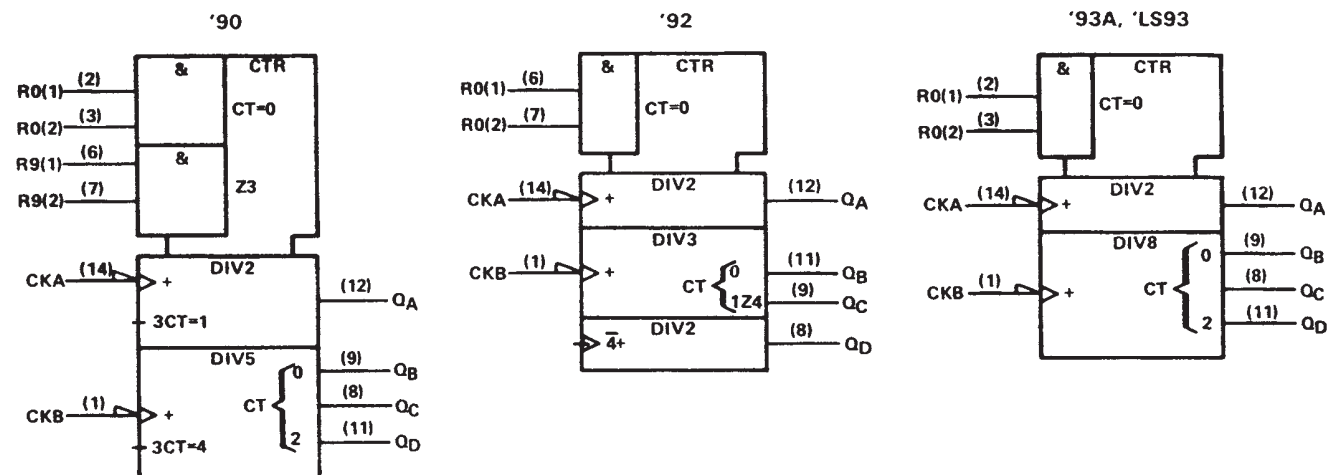 '90
&
CTR
R0(1) (2)
CT=0
R0(2) (3)
R9(1) (6)
&
R9(2) (7)
Z3
DIV2
CKA (14) +
(12) QA
3CT=1
DIV5
(9) QB
0
CT
(8) QC
CKB (1) +
2
(11) QD
3CT=4
'92
&
CTR
R0(1) (6)
CT=0
R0(2) (7)
DIV2
CKA (14) +
(12) QA
DIV3
CKB (1) +
0
(11) QB
CT
1Z4
(9) QC
DIV2
4̅+
(8) QD
'93A, 'LS93
&
CTR
R0(1) (2)
CT=0
R0(2) (3)
DIV2
CKA (14) +
(12) QA
DIV8
0
(9) QB
CKB (1) +
CT
(8) QC
2
(11) QD